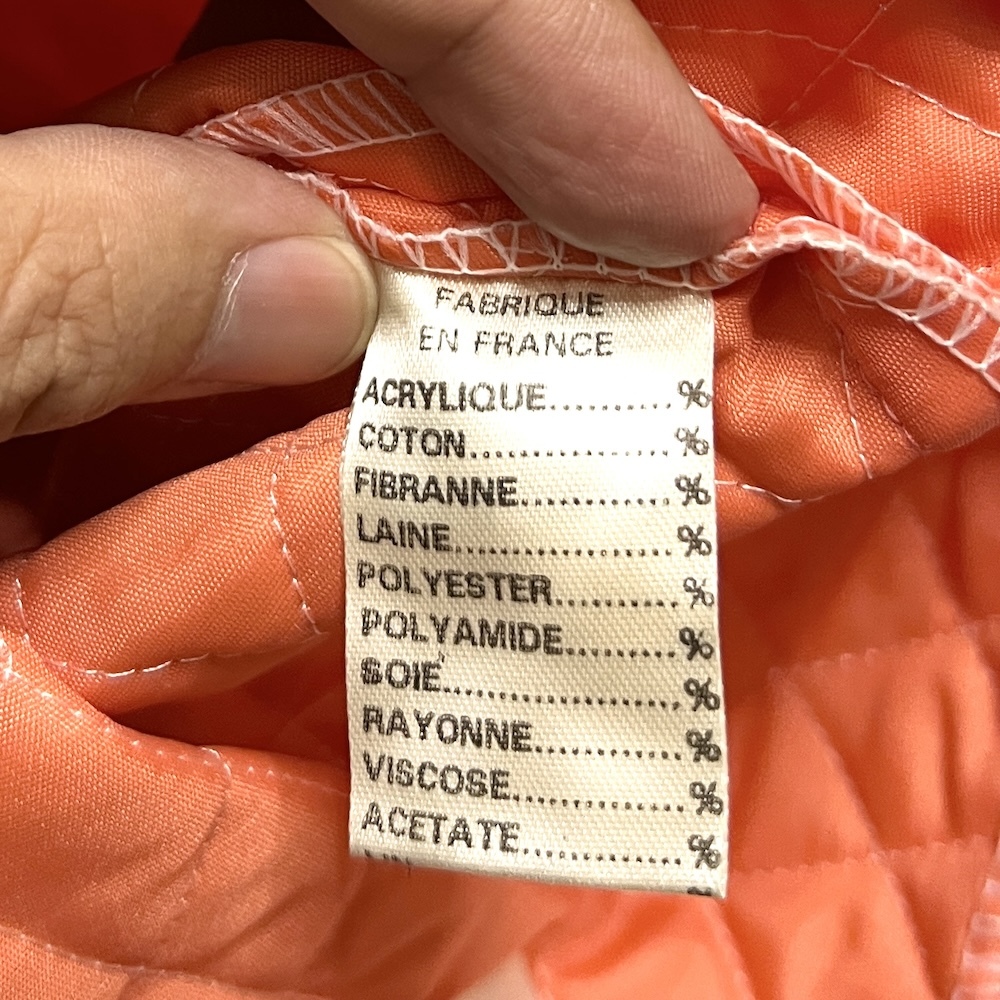 FABRIQUE
EN FRANCE
ACRYLIQUE............%
COTON....................%
FIBRANNE...............%
LAINE......................%
POLYESTER............%
POLYAMIDE...........%
SOIE.......................%
RAYONNE...............%
VISCOSE.................%
ACETATE................%